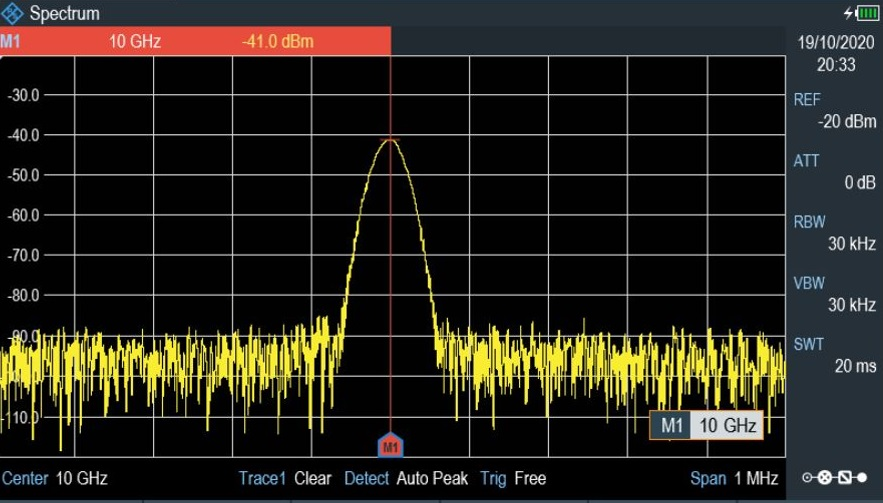 Spectrum
M1 10 GHz -41.0 dBm
19/10/2020
20:33
-30.0
-40.0
-50.0
-60.0
-70.0
-80.0
-90.0
-110.0
REF
-20 dBm
ATT
0 dB
RBW
30 kHz
VBW
30 kHz
SWT
20 ms
M1 10 GHz
M1
Center 10 GHz Trace1 Clear Detect Auto Peak Trig Free Span 1 MHz